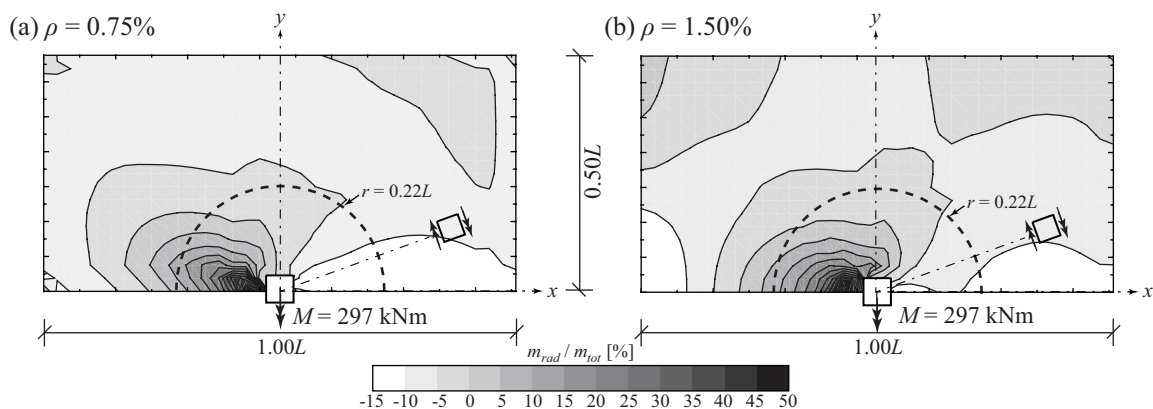 (a) ρ = 0.75%
y
(b) ρ = 1.50%
y
0.50L
r = 0.22L
r = 0.22L
x
x
M = 297 kNm
M = 297 kNm
1.00L
1.00L
m_rad / m_tot [%]
-15 -10 -5 0 5 10 15 20 25 30 35 40 45 50